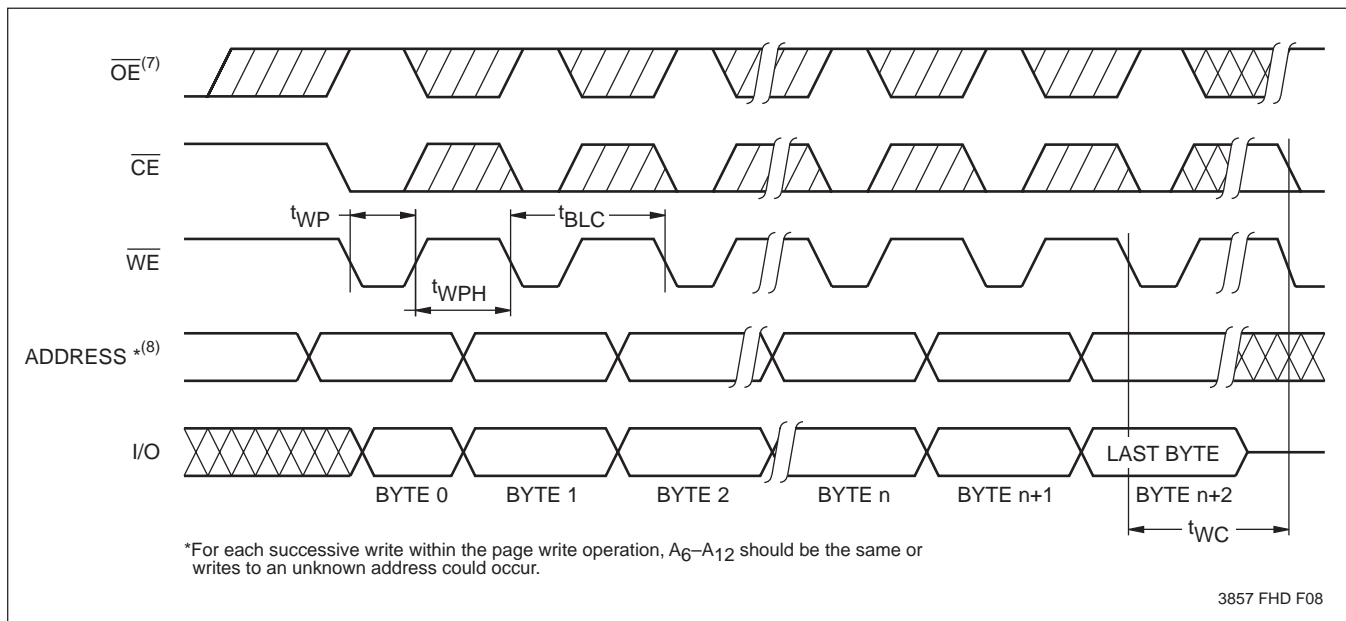 OE(7)
CE
tWP
tBLC
WE
tWPH
ADDRESS *(8)
I/O
LAST BYTE
BYTE 0 BYTE 1 BYTE 2 BYTE n BYTE n+1 BYTE n+2
tWC
*For each successive write within the page write operation, A6–A12 should be the same or
writes to an unknown address could occur.
3857 FHD F08